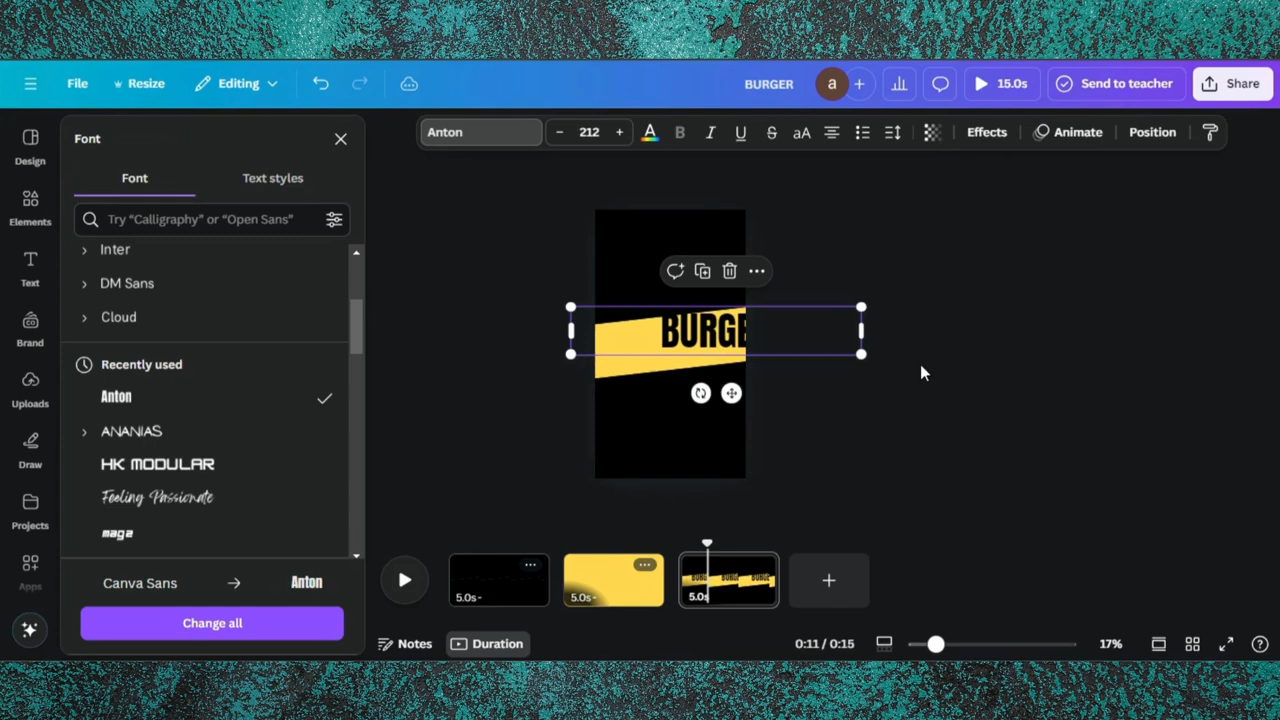 File
Resize
Editing
BURGER
a
+
15.0s
Send to teacher
Share
Design
Elements
Text
Brand
Uploads
Draw
Projects
Apps
Font
Font
Text styles
Try “Calligraphy” or “Open Sans”
Inter
DM Sans
Cloud
Recently used
Anton
ANANIAS
HK MODULAR
Feeling Passionate
maga
Canva Sans → Anton
Change all
Anton
− 212 +
A B I U S aA
Effects
Animate
Position
BURGE
5.0s
5.0s
5.0s
Notes
Duration
0:11 / 0:15
17%